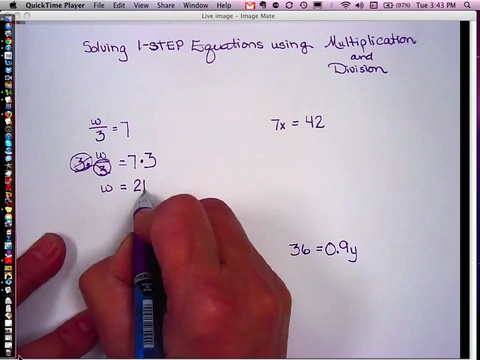 QuickTime Player File Edit View Window Help (97%) Tue 3:43 PM
Live image - Image Mate
Solving 1-STEP Equations using Multiplication
and
Division
w/3 = 7
7x = 42
3 · w/3 = 7 · 3
w = 21
36 = 0.9y